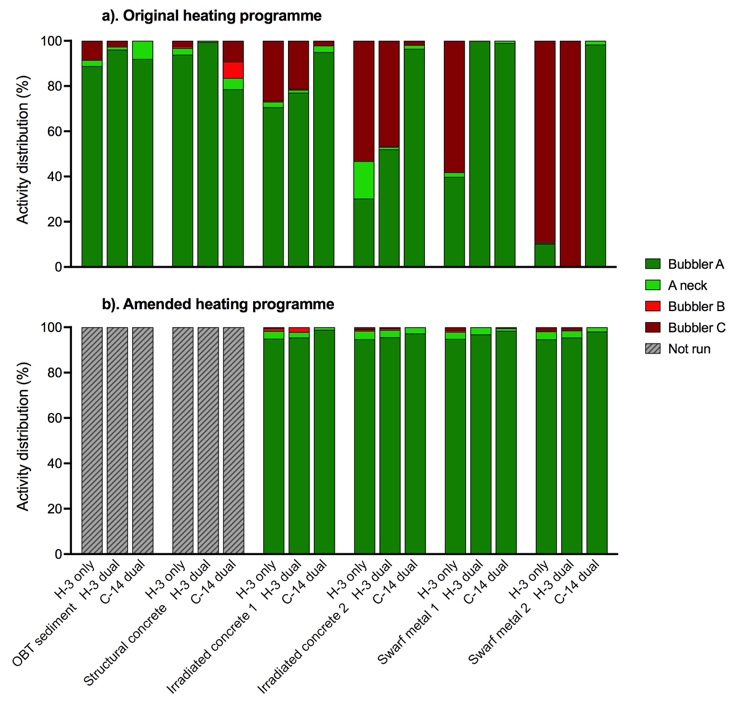 a). Original heating programme
100
80
60
40
20
0
Activity distribution (%)
Bubbler A
A neck
Bubbler B
Bubbler C
Not run
b). Amended heating programme
100
80
60
40
20
0
Activity distribution (%)
H-3 only
H-3 dual
C-14 dual
OBT sediment
H-3 only
H-3 dual
C-14 dual
Structural concrete
H-3 only
H-3 dual
C-14 dual
Irradiated concrete 1
H-3 only
H-3 dual
C-14 dual
Irradiated concrete 2
H-3 only
H-3 dual
C-14 dual
Swarf metal 1
H-3 only
H-3 dual
C-14 dual
Swarf metal 2